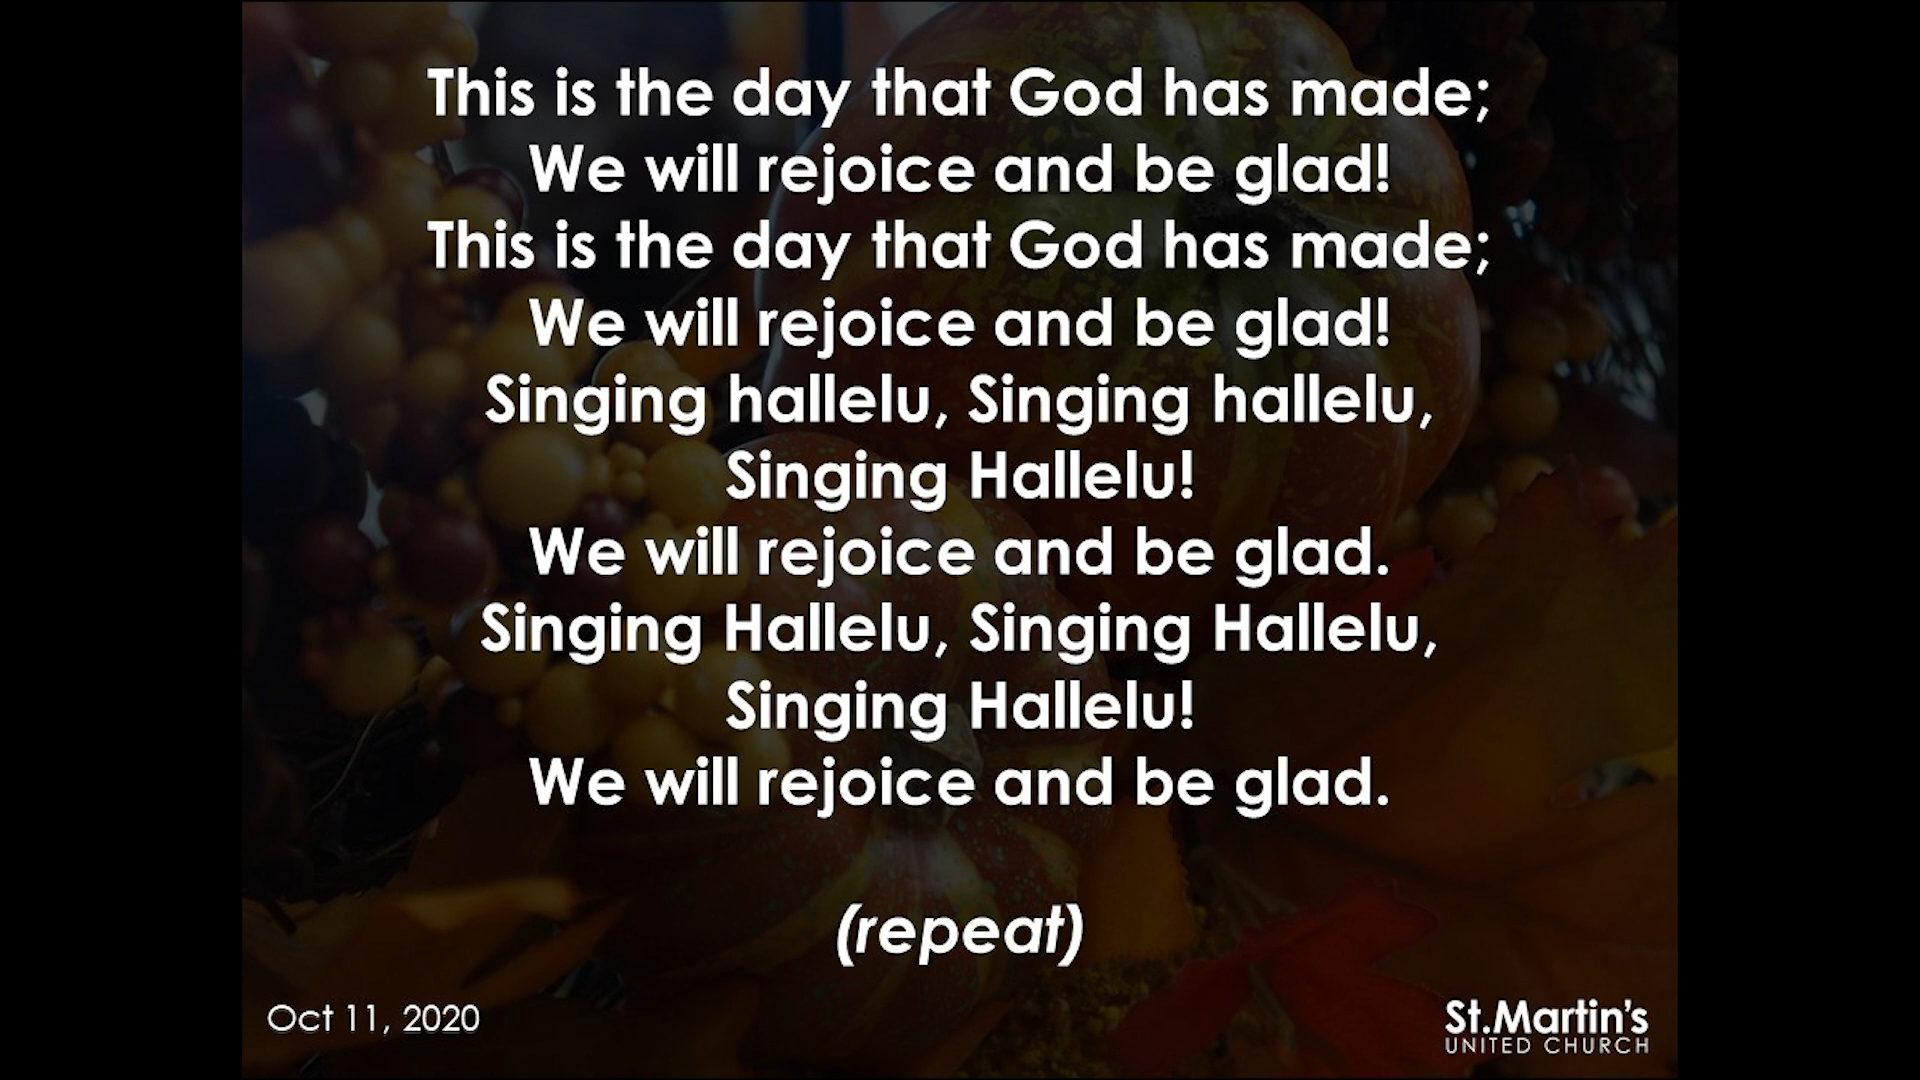 This is the day that God has made;
We will rejoice and be glad!
This is the day that God has made;
We will rejoice and be glad!
Singing hallelu, Singing hallelu,
Singing Hallelu!
We will rejoice and be glad.
Singing Hallelu, Singing Hallelu,
Singing Hallelu!
We will rejoice and be glad.
(repeat)
Oct 11, 2020
St.Martin's
UNITED CHURCH